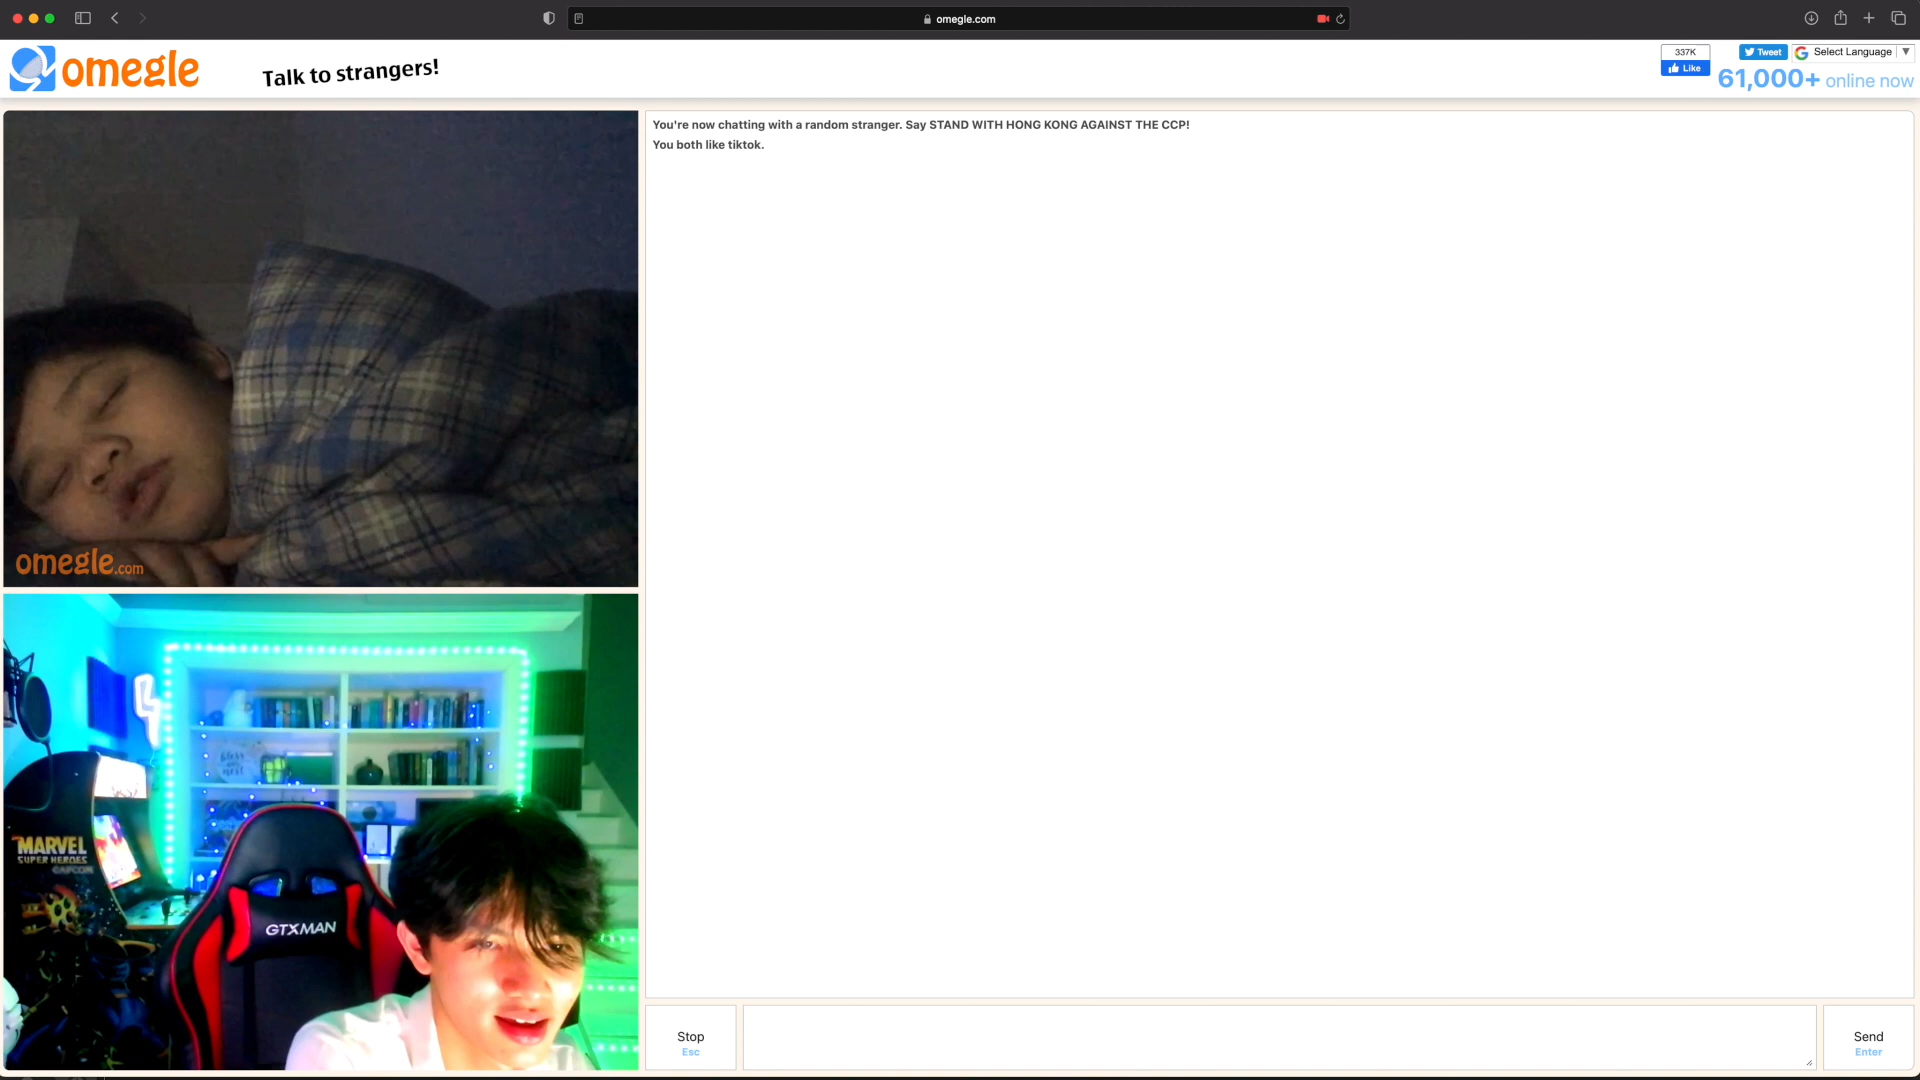 omegle.com
omegle
Talk to strangers!
337K
Like
Tweet
Select Language
61,000+ online now
You're now chatting with a random stranger. Say STAND WITH HONG KONG AGAINST THE CCP!
You both like tiktok.
omegle.com
MARVEL
SUPER HEROES
CAPCOM
GTXMAN
Stop
Esc
Send
Enter